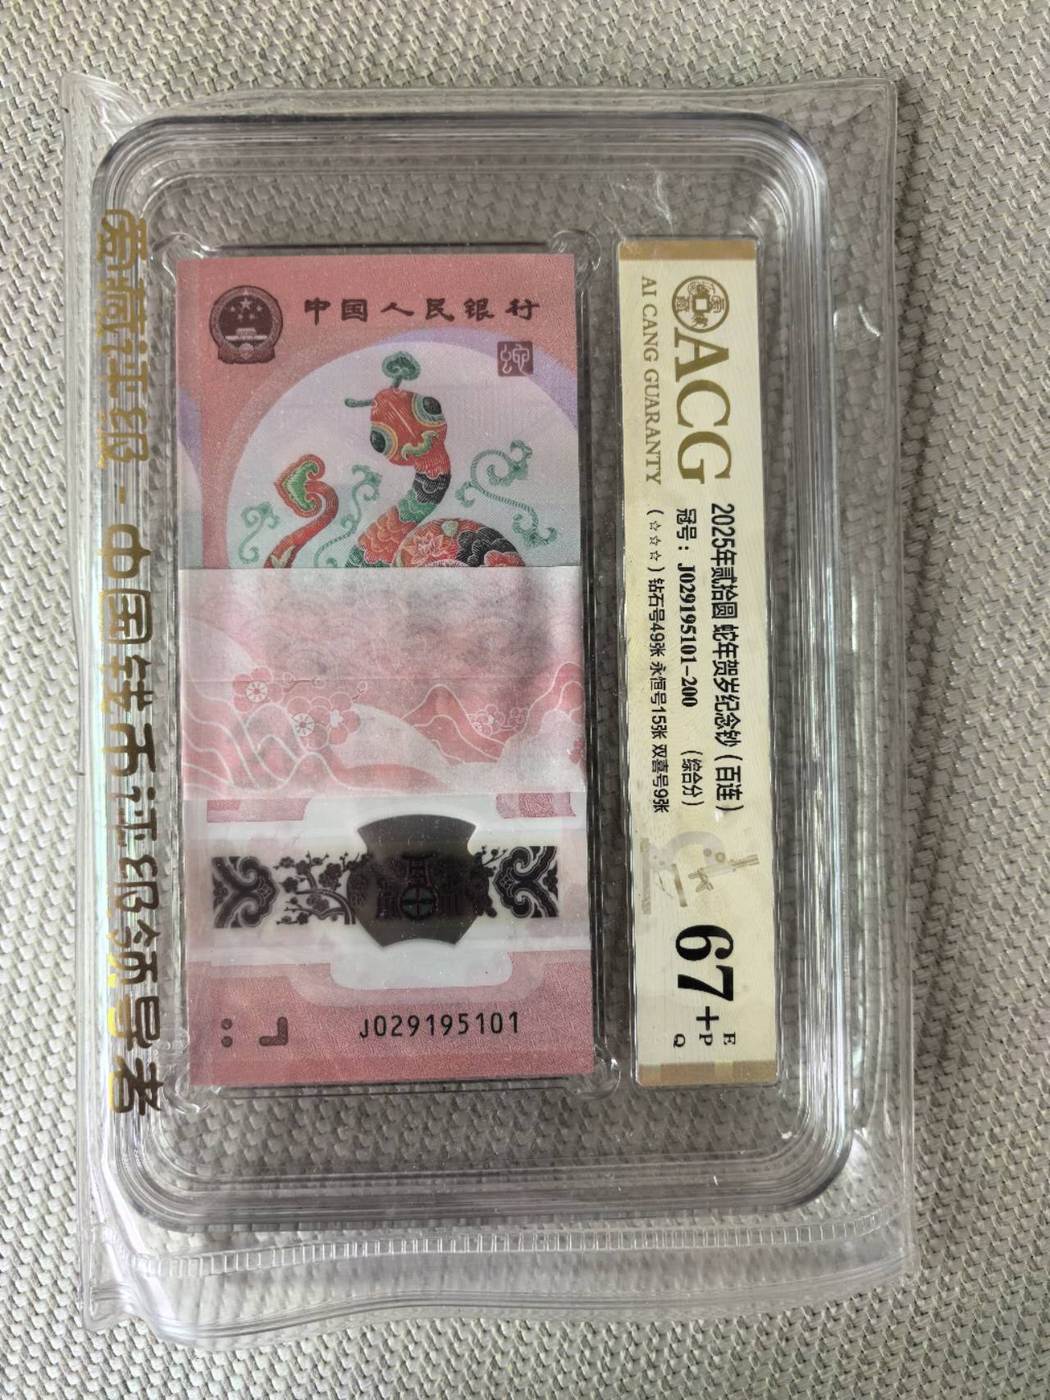 爱藏评级-中国钱币评级领导者
中国人民银行
J029195101
ACG
AI CANG GUARANTY
2025年贰拾圆 蛇年贺岁纪念钞（百连）
冠号：J029195101-200 （综合分）
（☆☆☆）钻石号49张 永恒号15张 双喜号9张
67+
E
P
Q